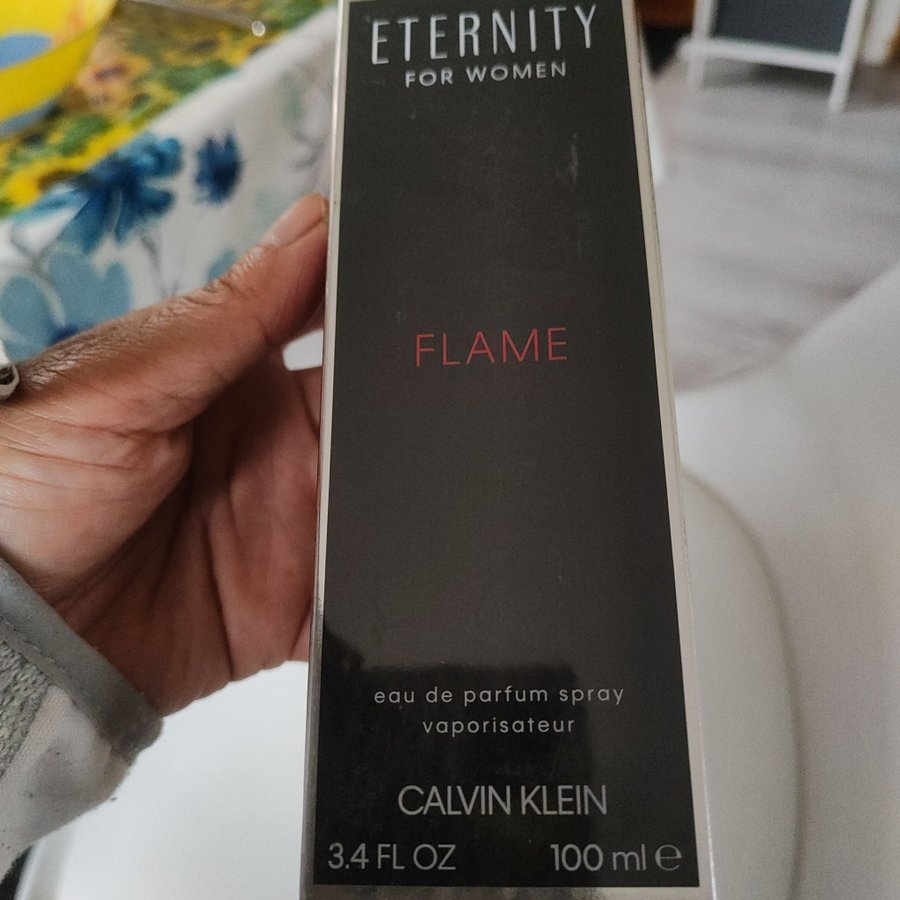 ETERNITY
FOR WOMEN
FLAME
eau de parfum spray
vaporisateur
CALVIN KLEIN
3.4 FL OZ 100 ml ℮